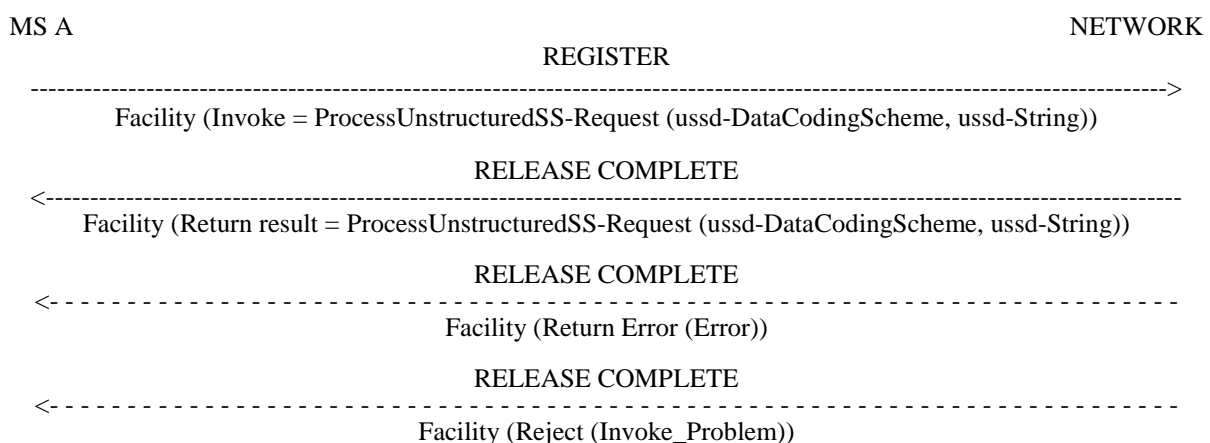 MS A NETWORK
REGISTER
------------------------------------------------------------------------------------------------------------------------------>
Facility (Invoke = ProcessUnstructuredSS-Request (ussd-DataCodingScheme, ussd-String))
RELEASE COMPLETE
<------------------------------------------------------------------------------------------------------------------------------
Facility (Return result = ProcessUnstructuredSS-Request (ussd-DataCodingScheme, ussd-String))
RELEASE COMPLETE
<- - - - - - - - - - - - - - - - - - - - - - - - - - - - - - - - - - - - - - - - - - - - - - - - - - - - - - - - - - - - - - - - - - - - - - - - -
Facility (Return Error (Error))
RELEASE COMPLETE
<- - - - - - - - - - - - - - - - - - - - - - - - - - - - - - - - - - - - - - - - - - - - - - - - - - - - - - - - - - - - - - - - - - - - - - - - -
Facility (Reject (Invoke_Problem))